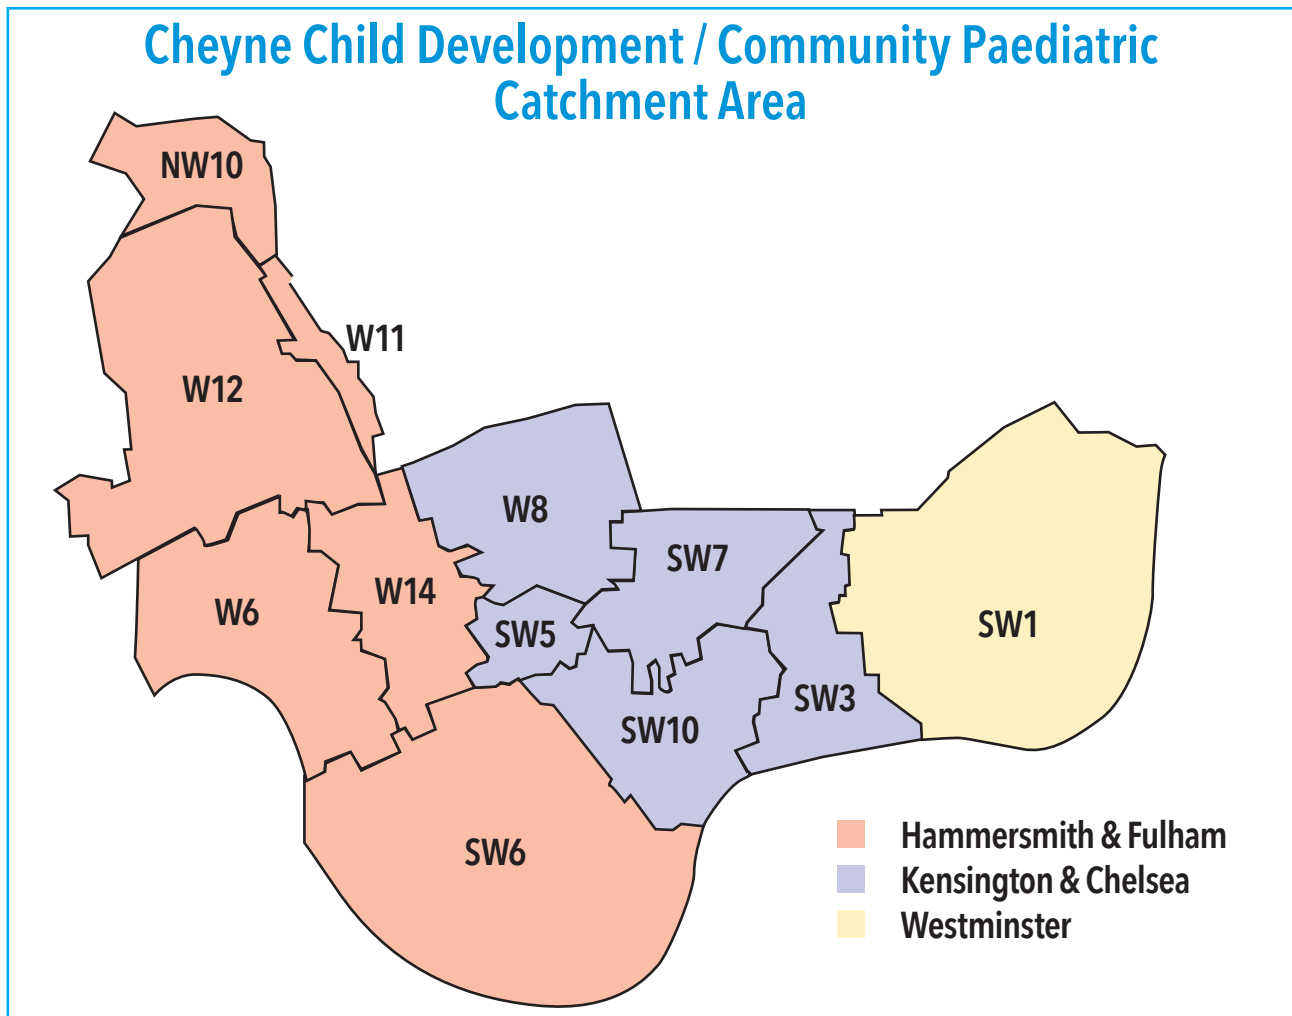 Cheyne Child Development / Community Paediatric
Catchment Area
NW10
W11
W12
W8
SW7
W14
W6
SW5
SW1
SW3
SW10
SW6
Hammersmith & Fulham
Kensington & Chelsea
Westminster